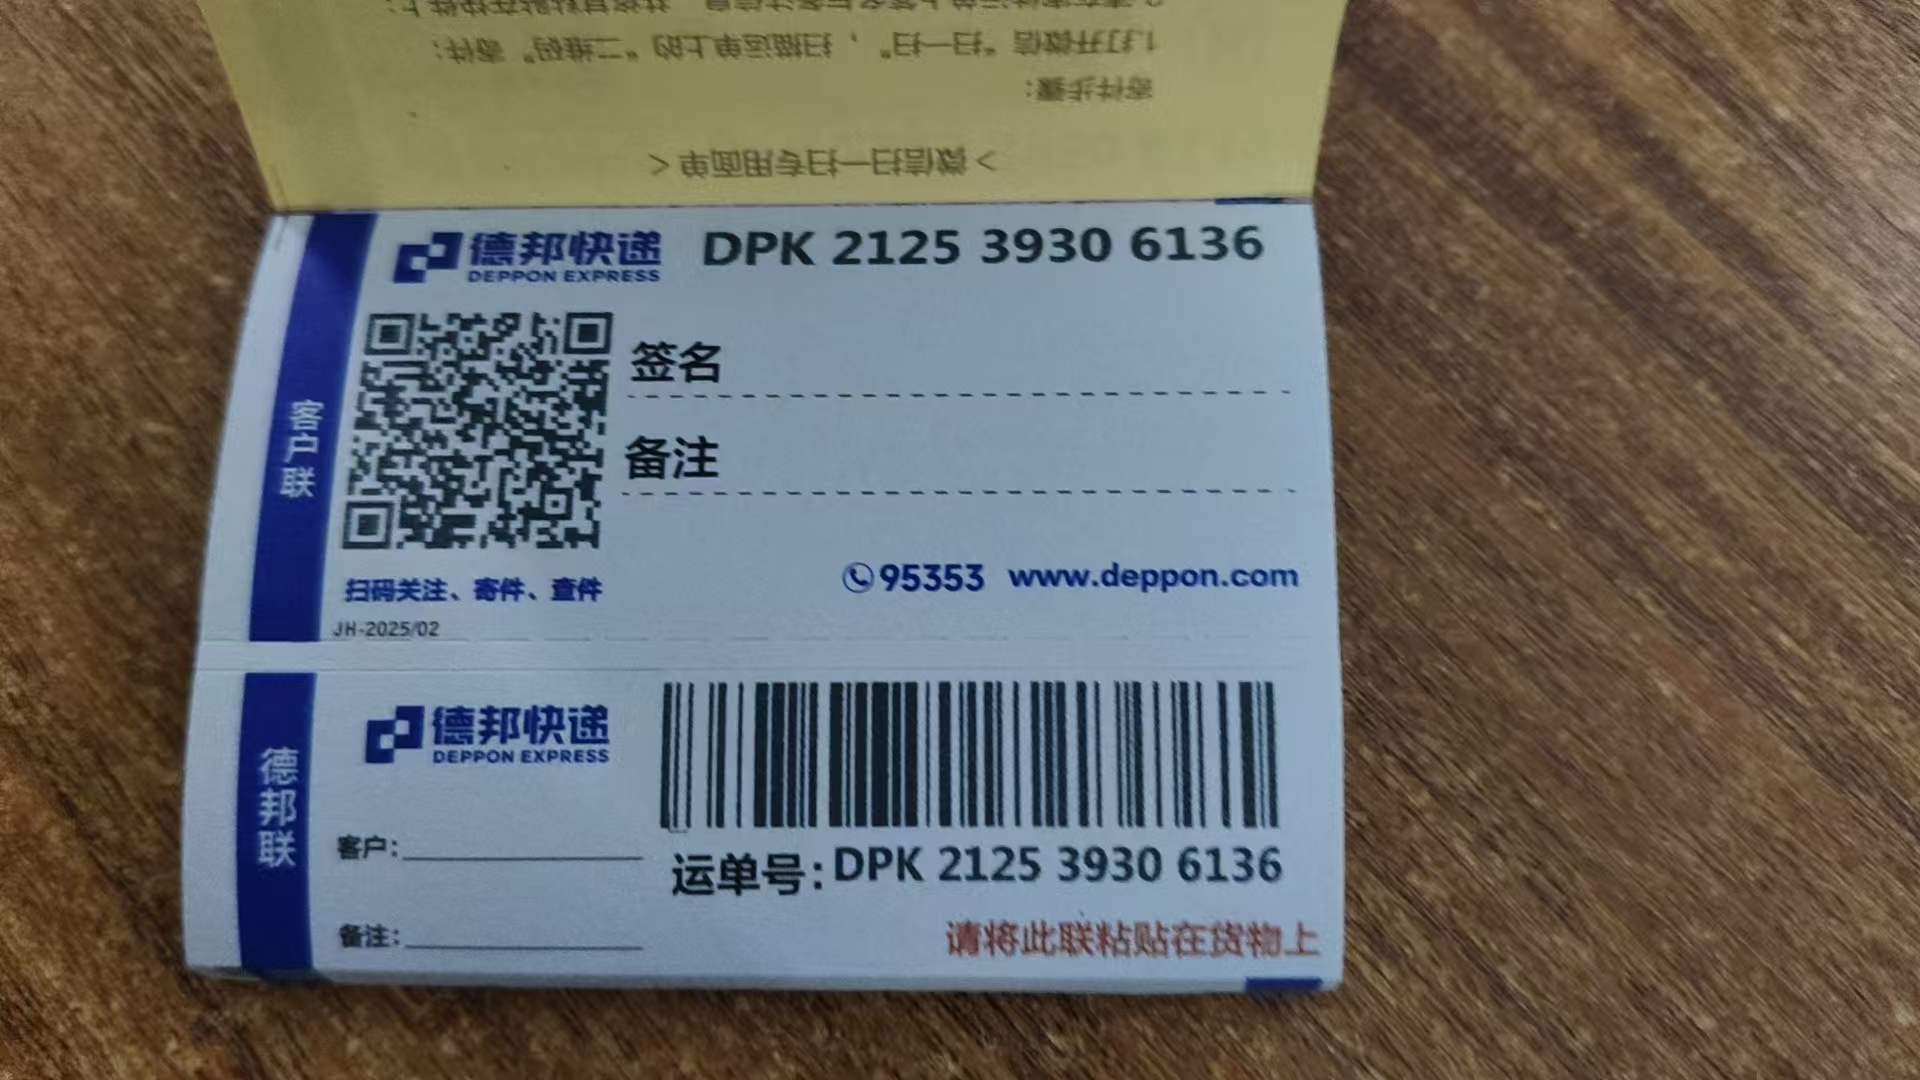 1.打开微信“扫一扫”，扫描运单上的“二维码”寄件；
寄件步骤：
< 微信扫一扫专用面单 >
德邦快递 DPK 2125 3930 6136
DEPPON EXPRESS
客户联
签名
备注
95353 www.deppon.com
扫码关注、寄件、查件
JH-2025/02
德邦联
德邦快递
DEPPON EXPRESS
客户：
运单号：DPK 2125 3930 6136
备注：
请将此联粘贴在货物上